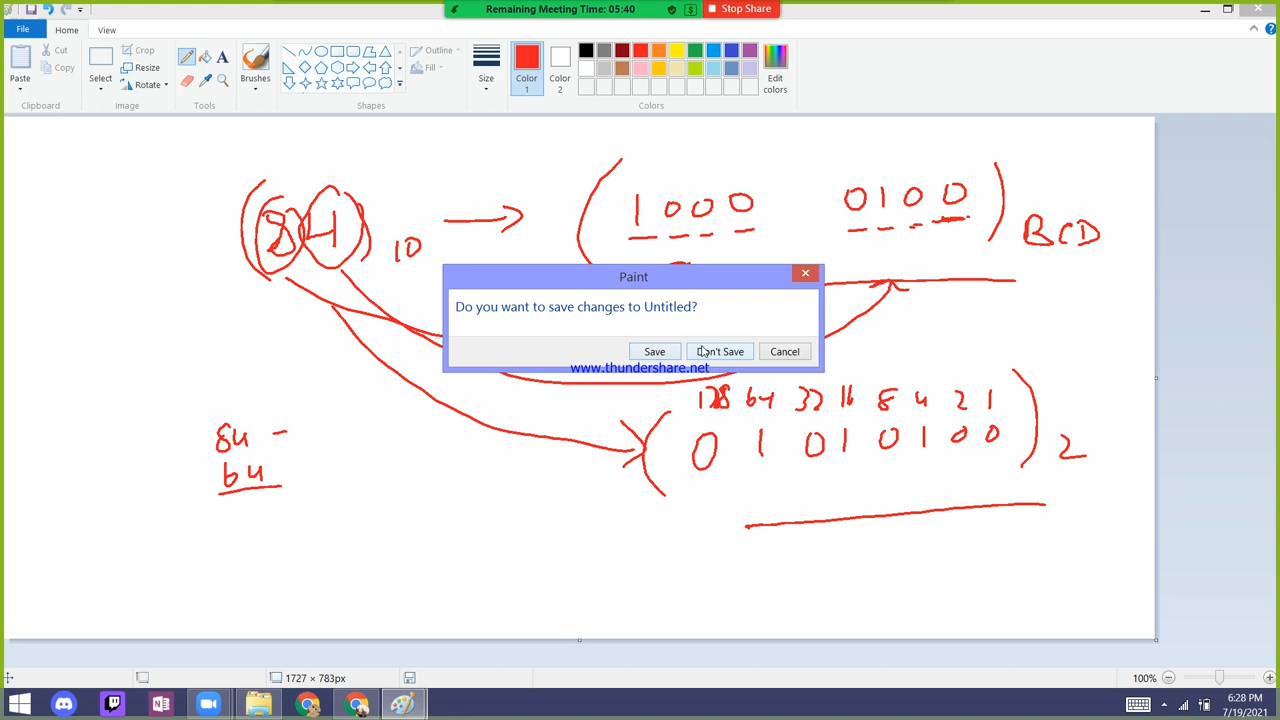 Remaining Meeting Time: 05:40
Stop Share
File Home View
Paste
Cut
Copy
Clipboard
Select
Crop
Resize
Rotate
Image
A
Tools
Brushes
Shapes
Outline
Fill
Size
Color 1
Color 2
Edit colors
Colors
(84)10 → (1000 0100)BCD
Paint
Do you want to save changes to Untitled?
Save Don't Save Cancel
www.thundershare.net
128 64 32 16 8 4 2 1
(0 1 0 1 0 1 0 0)2
84 -
64
1727 × 783px
100%
6:28 PM
7/19/2021